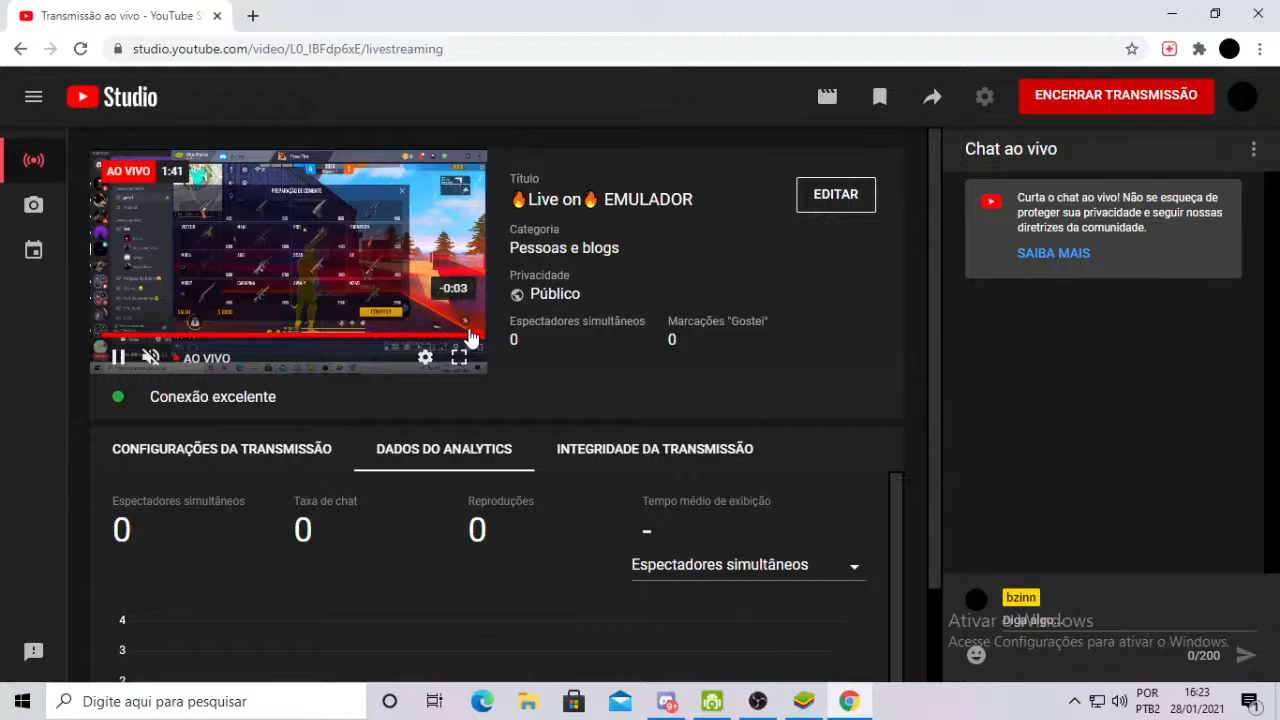 Transmissão ao vivo - YouTube S
studio.youtube.com/video/L0_IBFdp6xE/livestreaming
Studio
ENCERRAR TRANSMISSÃO
AO VIVO 1:41
PREPARAÇÃO DE COMBATE
COMPRAR
-0:03
AO VIVO
Título
🔥Live on🔥 EMULADOR
EDITAR
Categoria
Pessoas e blogs
Privacidade
Público
Espectadores simultâneos Marcações "Gostei"
0 0
Conexão excelente
CONFIGURAÇÕES DA TRANSMISSÃO DADOS DO ANALYTICS INTEGRIDADE DA TRANSMISSÃO
Espectadores simultâneos Taxa de chat Reproduções Tempo médio de exibição
0 0 0 -
Espectadores simultâneos
4
3
2
Chat ao vivo
Curta o chat ao vivo! Não se esqueça de
proteger sua privacidade e seguir nossas
diretrizes da comunidade.
SAIBA MAIS
bzinn
Diga algo...
Ativar o Windows
Acesse Configurações para ativar o Windows.
0/200
Digite aqui para pesquisar
POR
PTB2
16:23
28/01/2021